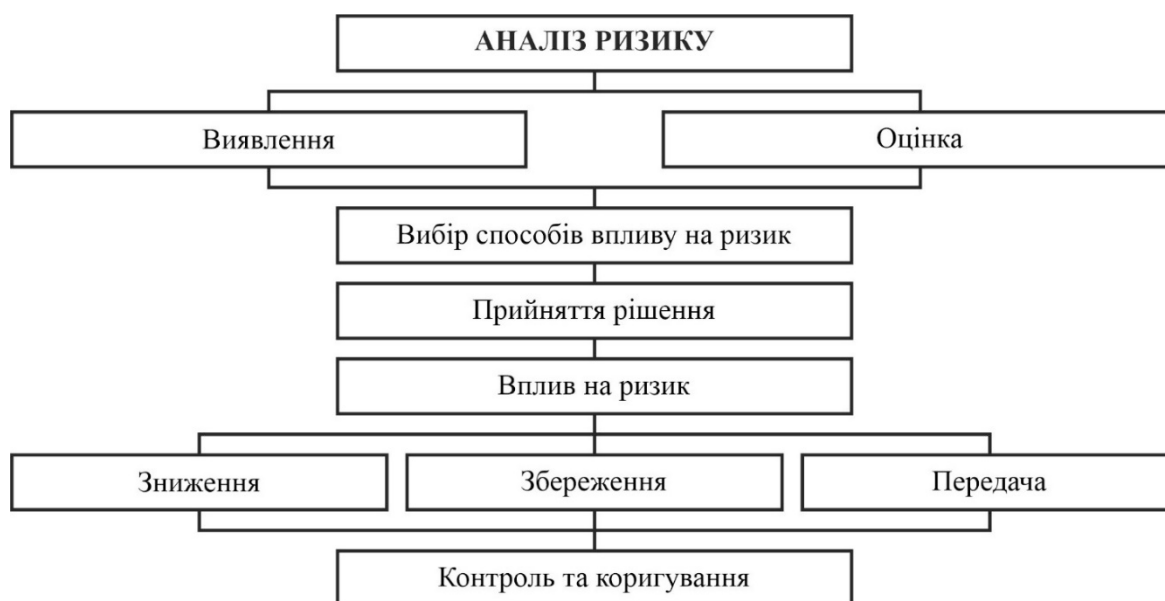 АНАЛІЗ РИЗИКУ
Виявлення
Оцінка
Вибір способів впливу на ризик
Прийняття рішення
Вплив на ризик
Зниження
Збереження
Передача
Контроль та коригування